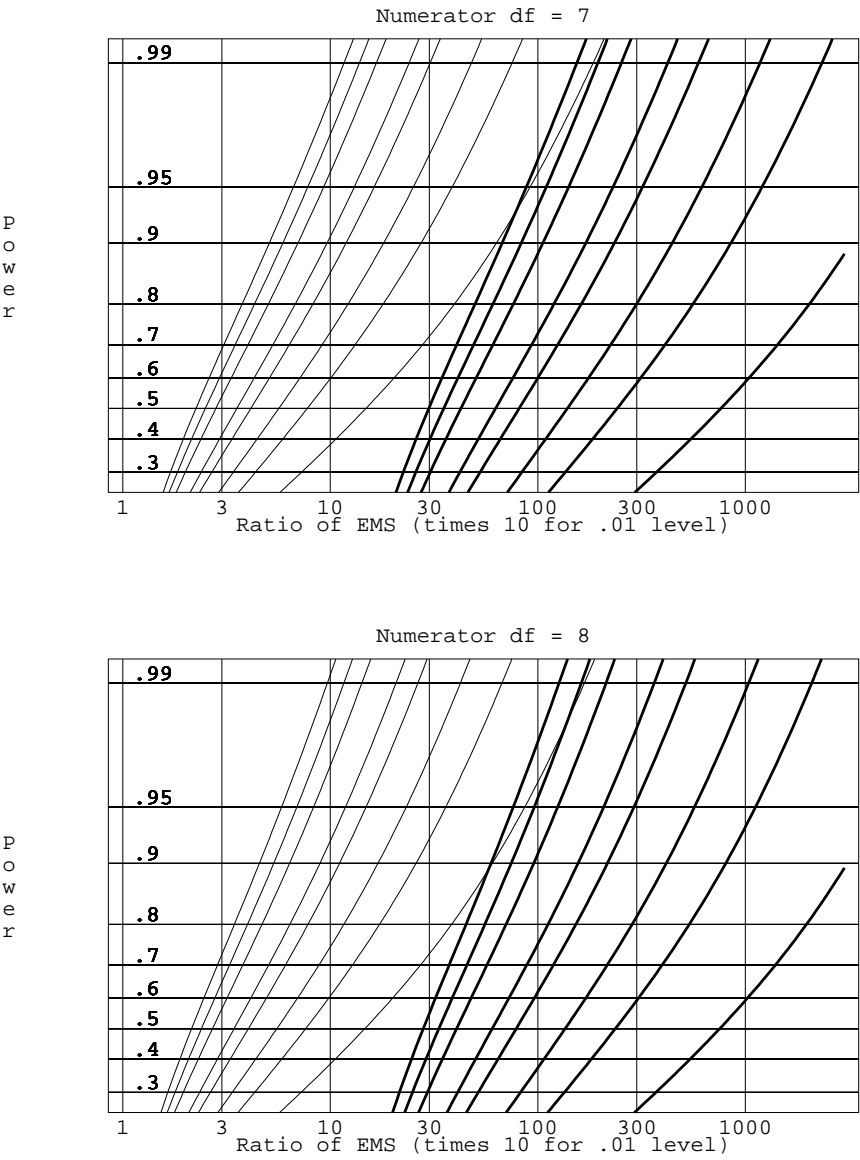 Numerator df = 7
.99
.95
.9
.8
.7
.6
.5
.4
.3
Power
1 3 10 30 100 300 1000
Ratio of EMS (times 10 for .01 level)
Numerator df = 8
.99
.95
.9
.8
.7
.6
.5
.4
.3
Power
1 3 10 30 100 300 1000
Ratio of EMS (times 10 for .01 level)